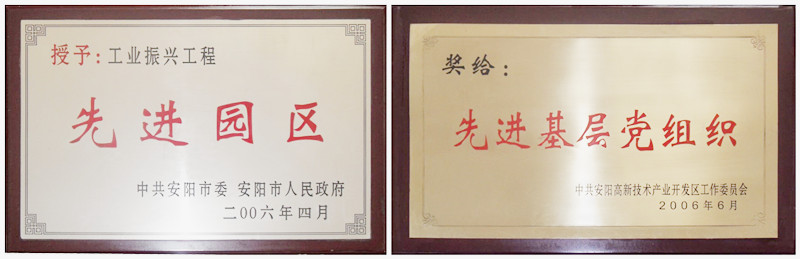 授予：工业振兴工程
先进园区
中共安阳市委 安阳市人民政府
二00六年四月
奖给：
先进基层党组织
中共安阳高新技术产业开发区工作委员会
2006年6月